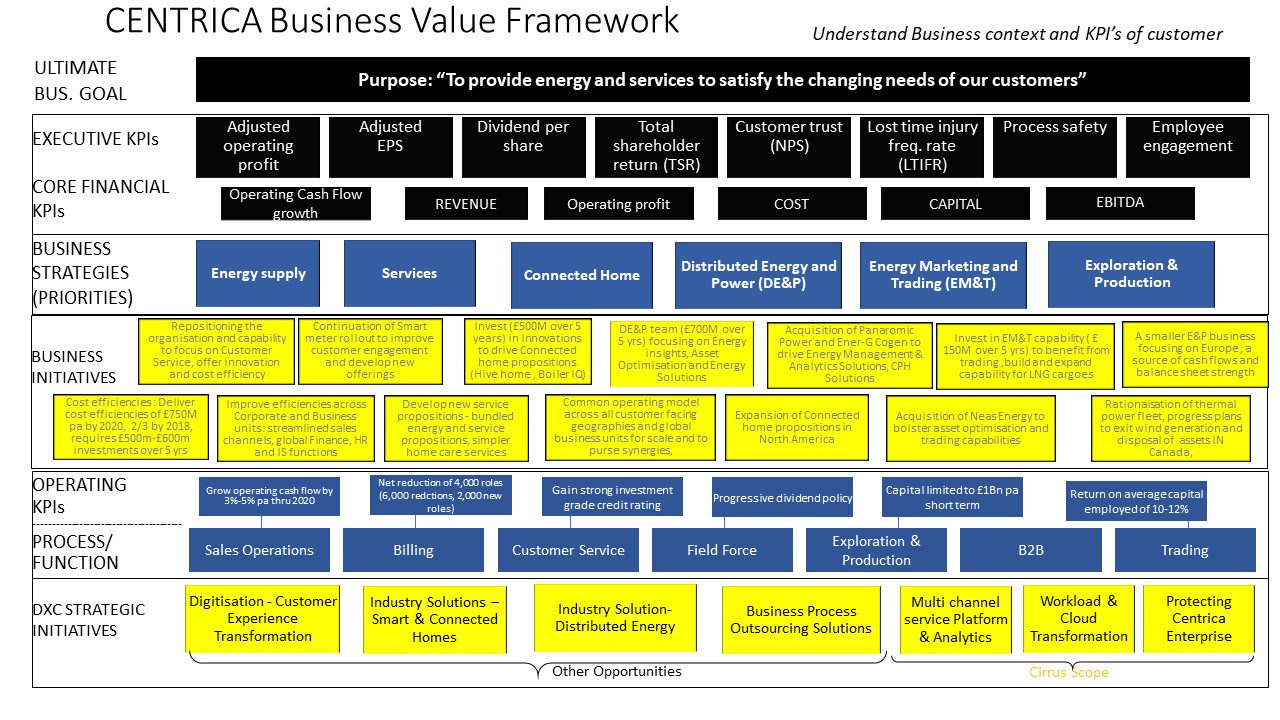 CENTRICA Business Value Framework
Understand Business context and KPI's of customer
ULTIMATE
BUS. GOAL
Purpose: “To provide energy and services to satisfy the changing needs of our customers”
EXECUTIVE KPIs
Adjusted
operating
profit
Adjusted
EPS
Dividend per
share
Total
shareholder
return (TSR)
Customer trust
(NPS)
Lost time injury
freq. rate
(LTIFR)
Process safety
Employee
engagement
CORE FINANCIAL
KPIs
Operating Cash Flow
growth
REVENUE
Operating profit
COST
CAPITAL
EBITDA
BUSINESS
STRATEGIES
(PRIORITIES)
Energy supply
Services
Connected Home
Distributed Energy and
Power (DE&P)
Energy Marketing and
Trading (EM&T)
Exploration &
Production
BUSINESS
INITIATIVES
Repositioning the
organisation and capability
to focus on Customer
Service, offer innovation
and cost efficiency
Continuation of Smart
meter rollout to improve
customer engagement
and develop new
offerings
Invest (£500M over 5
years) in Innovations
to drive Connected
homes propositions
(Hive home , Boiler IQ)
DE&P team (£700M over
5 yrs) focusing on Energy
insights, Asset
Optimisation and Energy
Solutions
Acquisition of Panaromic
Power and Ener-G Cogen to
drive Energy Management &
Analytics Solutions, CPH
Solutions
Invest in EM&T capability ( £
150M over 5 yrs) to benefit from
trading ,build and expand
capability for LNG cargoes
A smaller E&P business
focusing on Europe, a
source of cash flows and
balance sheet strength
Cost efficiencies : Deliver
cost efficiencies of £750M
pa by 2020, 2/3 by 2018,
requires £500m-£600m
investments over 5 yrs
Improve efficiencies across
Corporate and Business
units: streamlined sales
channels, global Finance, HR
and IS functions
Develop new service
propositions - bundled
energy and service
propositions, simpler
home care services
Common operating model
across all customer facing
geographies and global
business units for scale and to
purse synergies,
Expansion of Connected
home propositions in
North America
Acquisition of Neas Energy to
bolster asset optimisation and
trading capabilities
Rationaisation of thermal
power fleet, progress plans
to exit wind generation and
disposal of assets IN
Canada,
OPERATING
KPIs
Grow operating cash flow by
3%-5% pa thru 2020
Net reduction of 4,000 roles
(6,000 redctions, 2,000 new
roles)
Gain strong investment
grade credit rating
Progressive dividend policy
Capital limited to £1Bn pa
short term
Return on average capital
employed of 10-12%
PROCESS/
FUNCTION
Sales Operations
Billing
Customer Service
Field Force
Exploration &
Production
B2B
Trading
DXC STRATEGIC
INITIATIVES
Digitisation - Customer
Experience
Transformation
Industry Solutions –
Smart & Connected
Homes
Industry Solution-
Distributed Energy
Business Process
Outsourcing Solutions
Multi channel
service Platform
& Analytics
Workload &
Cloud
Transformation
Protecting
Centrica
Enterprise
Other Opportunities
Cirrus Scope